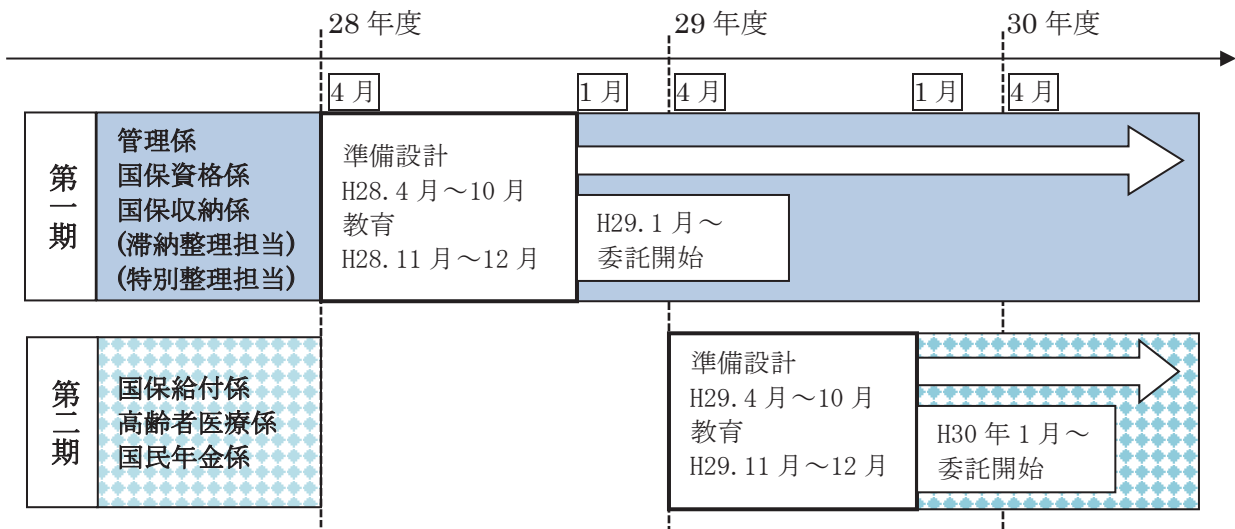 28 年度
29 年度
30 年度
4 月
1 月
4 月
1 月
4 月
第一期
管理係
国保資格係
国保収納係
(滞納整理担当)
(特別整理担当)
準備設計
H28.4 月～10 月
教育
H28.11 月～12 月
H29.1 月～
委託開始
第二期
国保給付係
高齢者医療係
国民年金係
準備設計
H29.4 月～10 月
教育
H29.11 月～12 月
H30 年 1 月～
委託開始